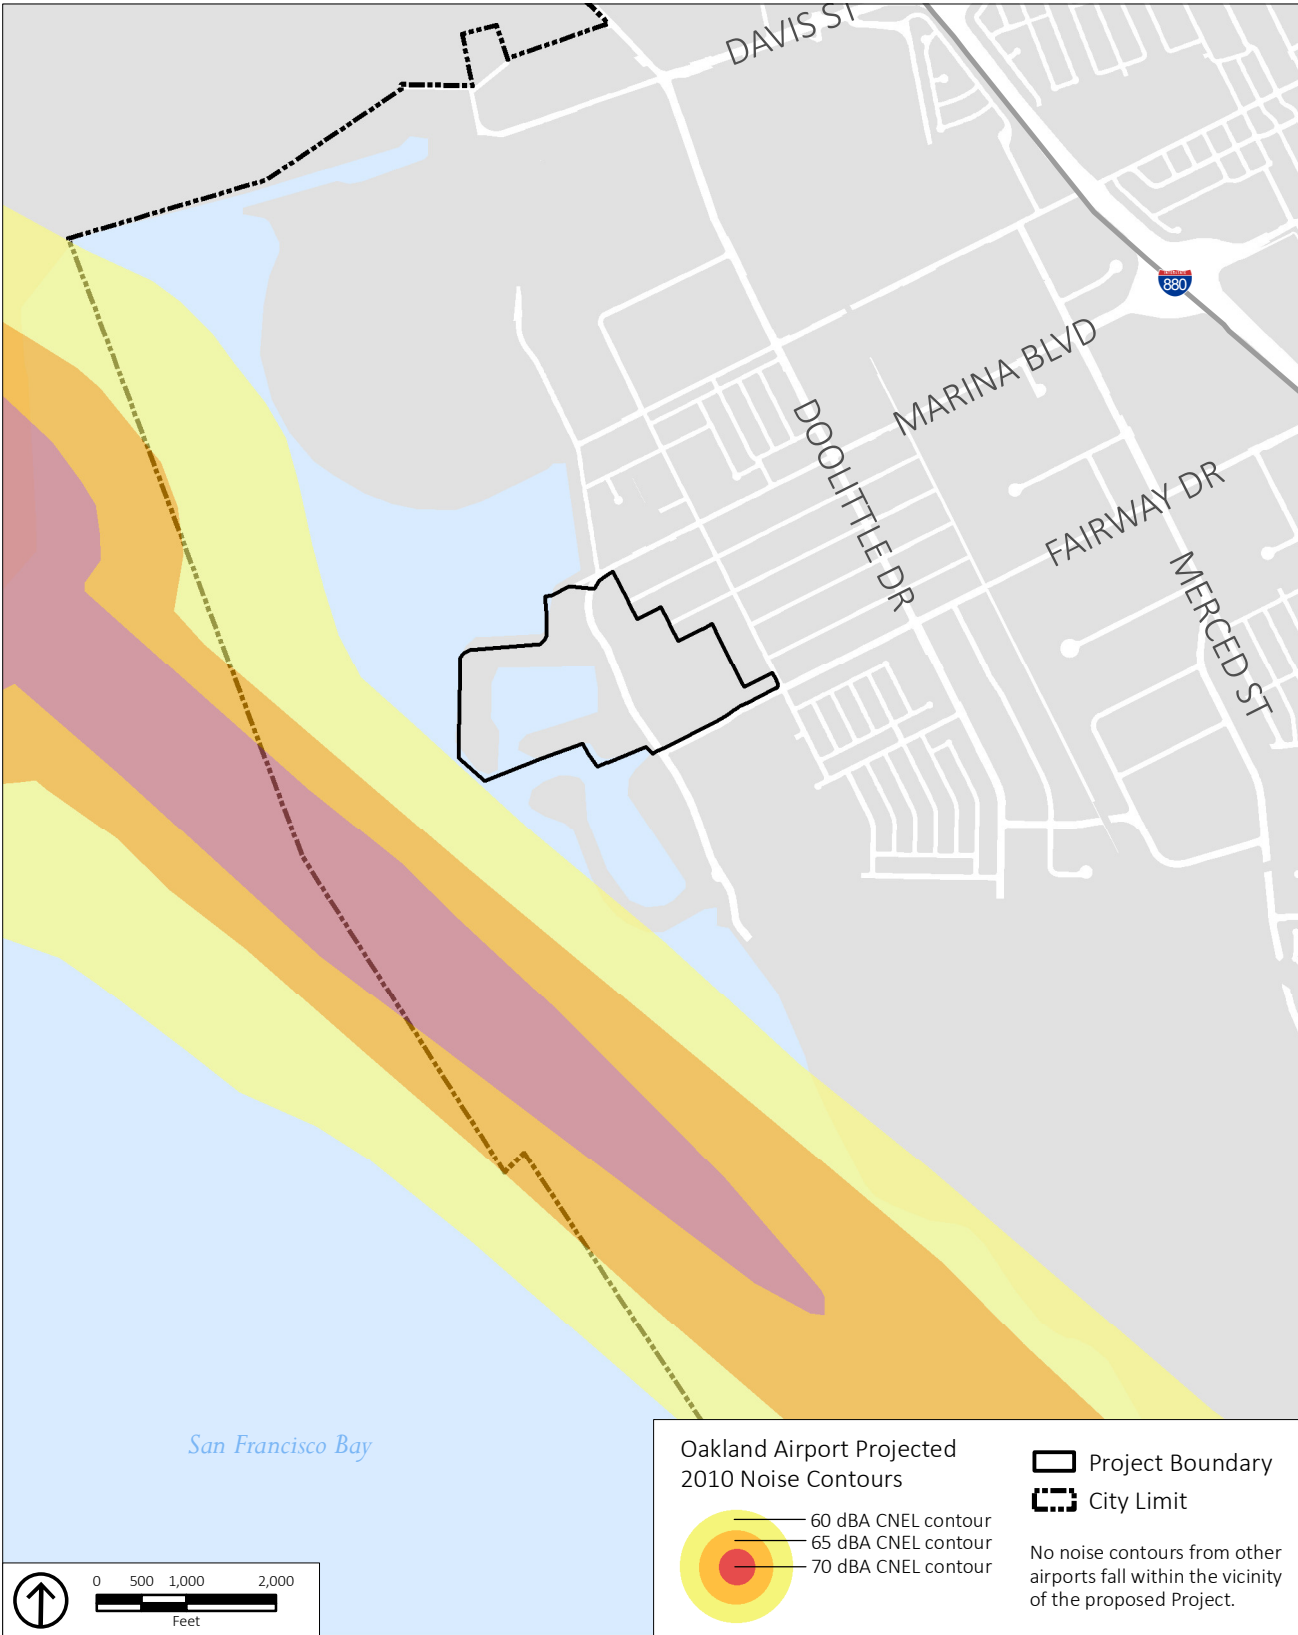 DAVIS ST
INTERSTATE
880
MARINA BLVD
DOOLITTLE DR
FAIRWAY DR
MERCED ST
San Francisco Bay
Oakland Airport Projected
2010 Noise Contours
60 dBA CNEL contour
65 dBA CNEL contour
70 dBA CNEL contour
Project Boundary
City Limit
No noise contours from other
airports fall within the vicinity
of the proposed Project.
0 500 1,000 2,000
Feet